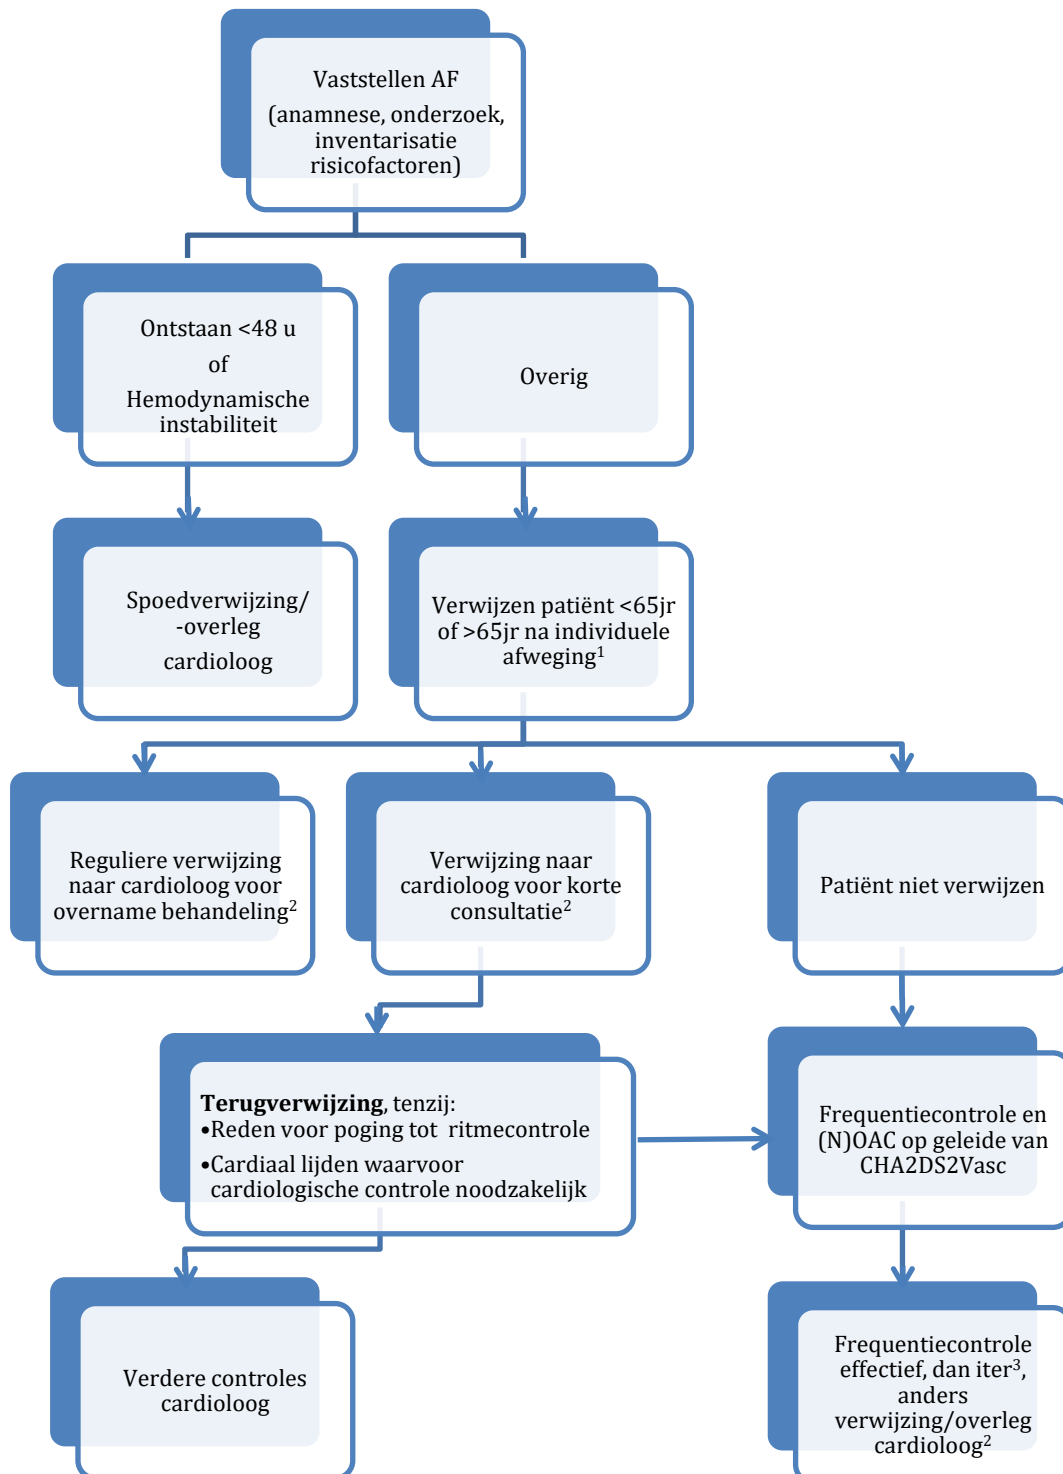 Vaststellen AF
(anamnese, onderzoek,
inventarisatie
risicofactoren)
Ontstaan <48 u
of
Hemodynamische
instabiliteit
Overig
Spoedverwijzing/
-overleg
cardioloog
Verwijzen patiënt <65jr
of >65jr na individuele
afweging¹
Reguliere verwijzing
naar cardioloog voor
overname behandeling²
Verwijzing naar
cardioloog voor korte
consultatie²
Patiënt niet verwijzen
Terugverwijzing, tenzij:
•Reden voor poging tot ritmecontrole
•Cardiaal lijden waarvoor
cardiologische controle noodzakelijk
Frequentiecontrole en
(N)OAC op geleide van
CHA2DS2Vasc
Verdere controles
cardioloog
Frequentiecontrole
effectief, dan iter³,
anders
verwijzing/overleg
cardioloog²